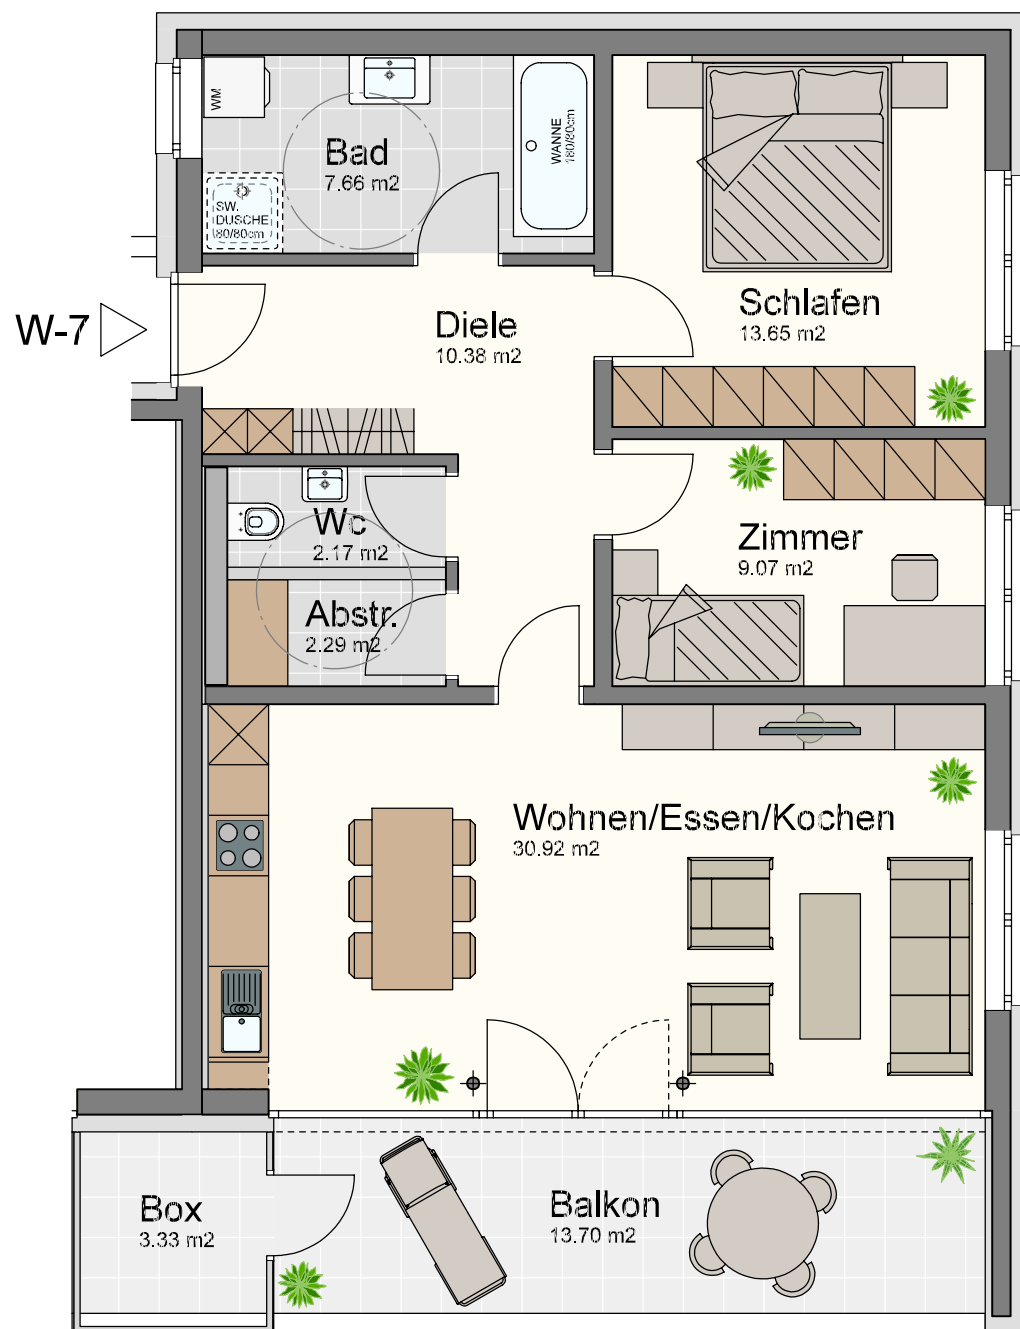 WM
Bad
7.66 m2
WANNE
180/80cm
SW.
DUSCHE
80/80cm
W-7
Diele
10.38 m2
Schlafen
13.65 m2
Wc
2.17 m2
Zimmer
9.07 m2
Abstr.
2.29 m2
Wohnen/Essen/Kochen
30.92 m2
Box
3.33 m2
Balkon
13.70 m2